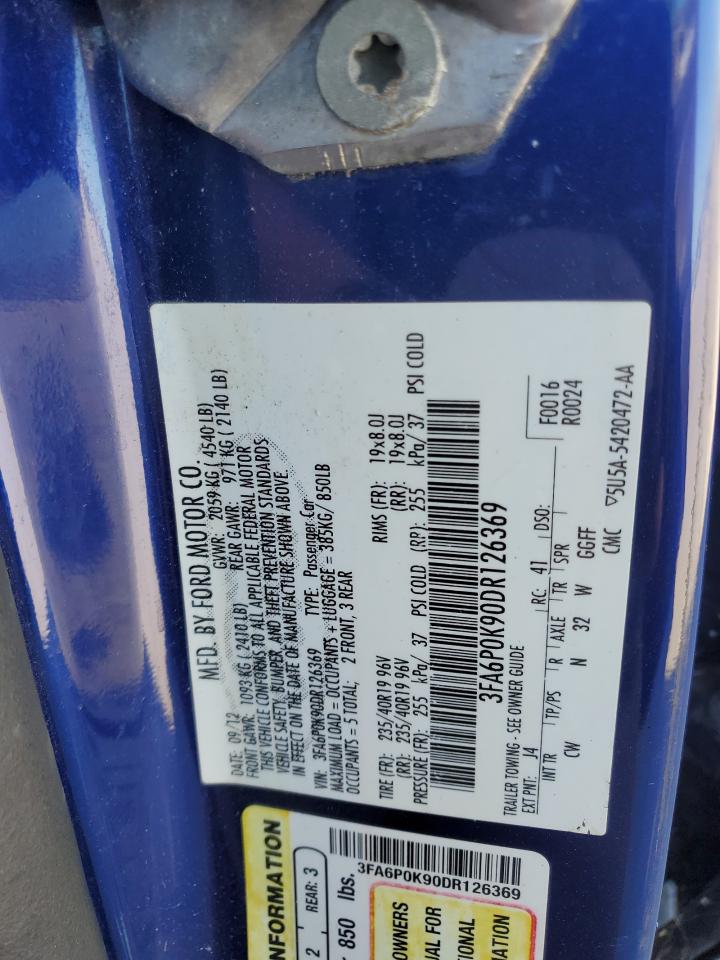 MFD. BY FORD MOTOR CO.
DATE: 09/12 GVWR: 2059 KG ( 4540 LB)
FRONT GAWR: 1093 KG ( 2410 LB) REAR GAWR: 971 KG ( 2140 LB)
THIS VEHICLE CONFORMS TO ALL APPLICABLE FEDERAL MOTOR
VEHICLE SAFETY, BUMPER, AND THEFT PREVENTION STANDARDS
IN EFFECT ON THE DATE OF MANUFACTURE SHOWN ABOVE.
VIN: 3FA6P0K90DR126369 TYPE: Passenger Car
MAXIMUM LOAD = OCCUPANTS + LUGGAGE = 385KG/ 850LB
OCCUPANTS = 5 TOTAL; 2 FRONT, 3 REAR
TIRE (FR): 235/40R19 96V RIMS (FR): 19x8.0J
(RR): 235/40R19 96V (RR): 19x8.0J
PRESSURE (FR): 255 kPa/ 37 PSI COLD (RP): 255 kPa/ 37 PSI COLD
3FA6P0K90DR126369
TRAILER TOWING - SEE OWNER GUIDE F0016
EXT PNT: J4 RC: 41 DSO: R0024
INT TR TP/PS R AXLE TR SPR
CW N 32 W GGFF
CMC ▽5U5A-5420472-AA
INFORMATION
2 REAR: 3
850 lbs.
3FA6P0K90DR126369
OWNERS
UAL FOR
IONAL
MATION